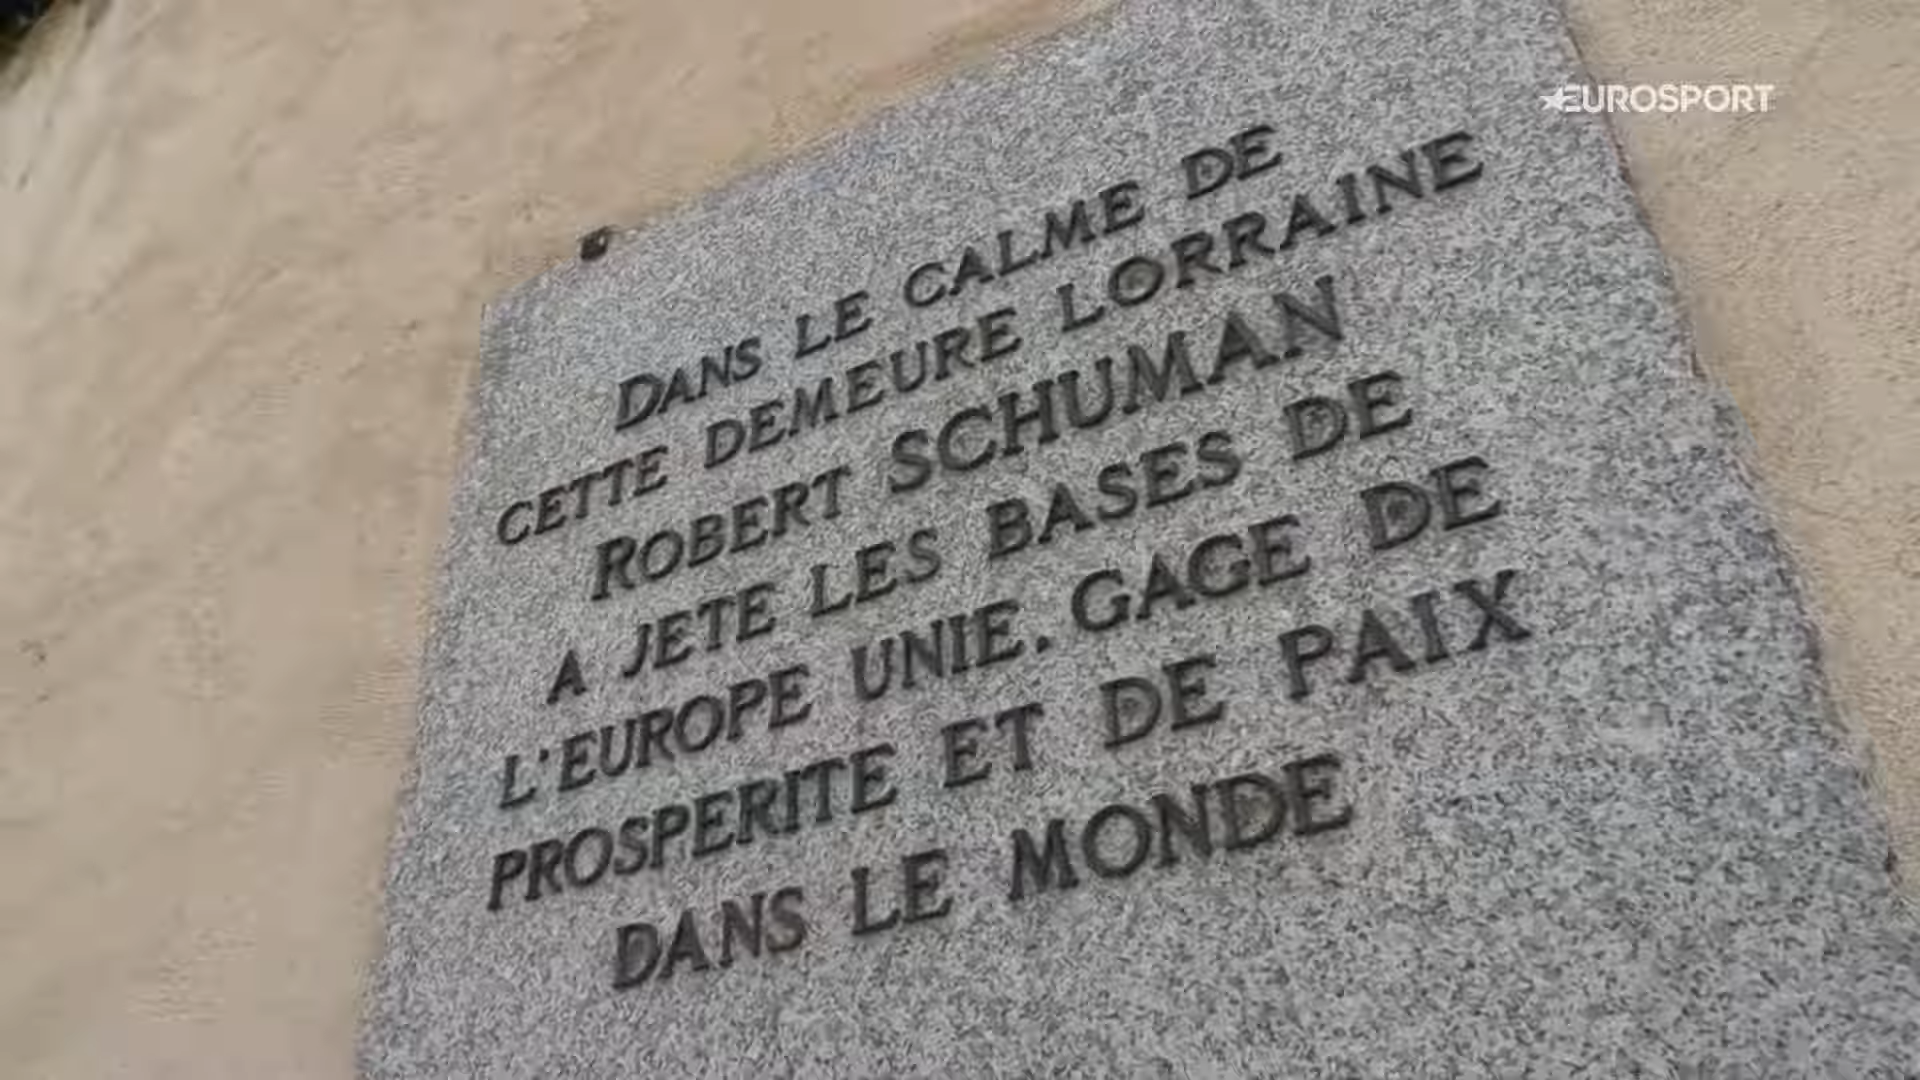 EUROSPORT
DANS LE CALME DE
CETTE DEMEURE LORRAINE
ROBERT SCHUMAN
A JETE LES BASES DE
L'EUROPE UNIE. GAGE DE
PROSPERITE ET DE PAIX
DANS LE MONDE